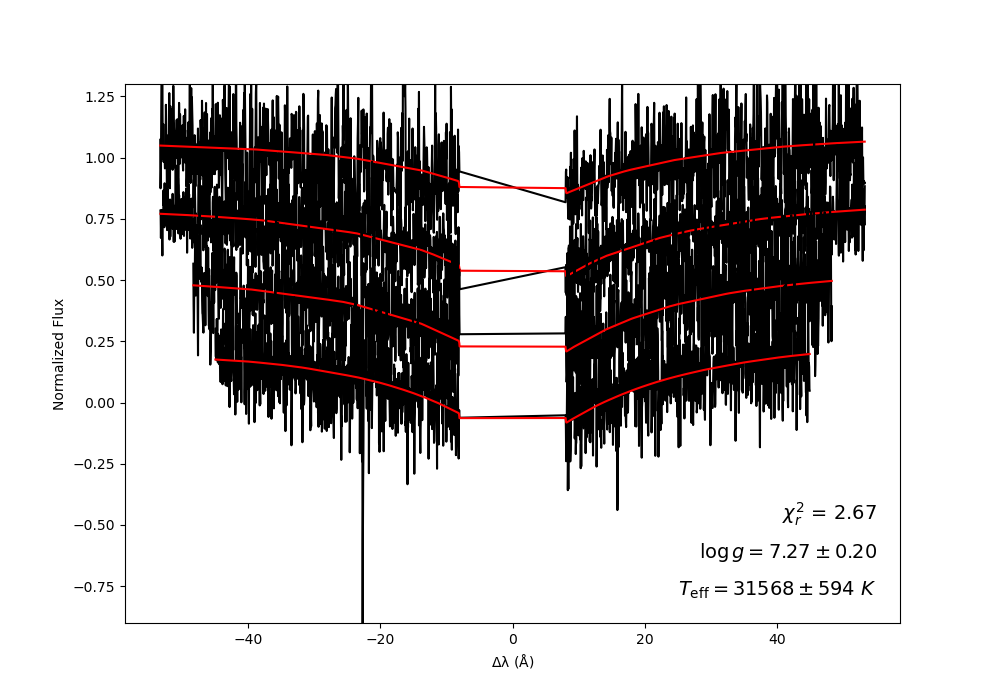 1.25
1.00
0.75
0.50
0.25
0.00
−0.25
−0.50
−0.75
Normalized Flux
χ²ᵣ = 2.67
log g = 7.27 ± 0.20
T_eff = 31568 ± 594 K
−40 −20 0 20 40
Δλ (Å)